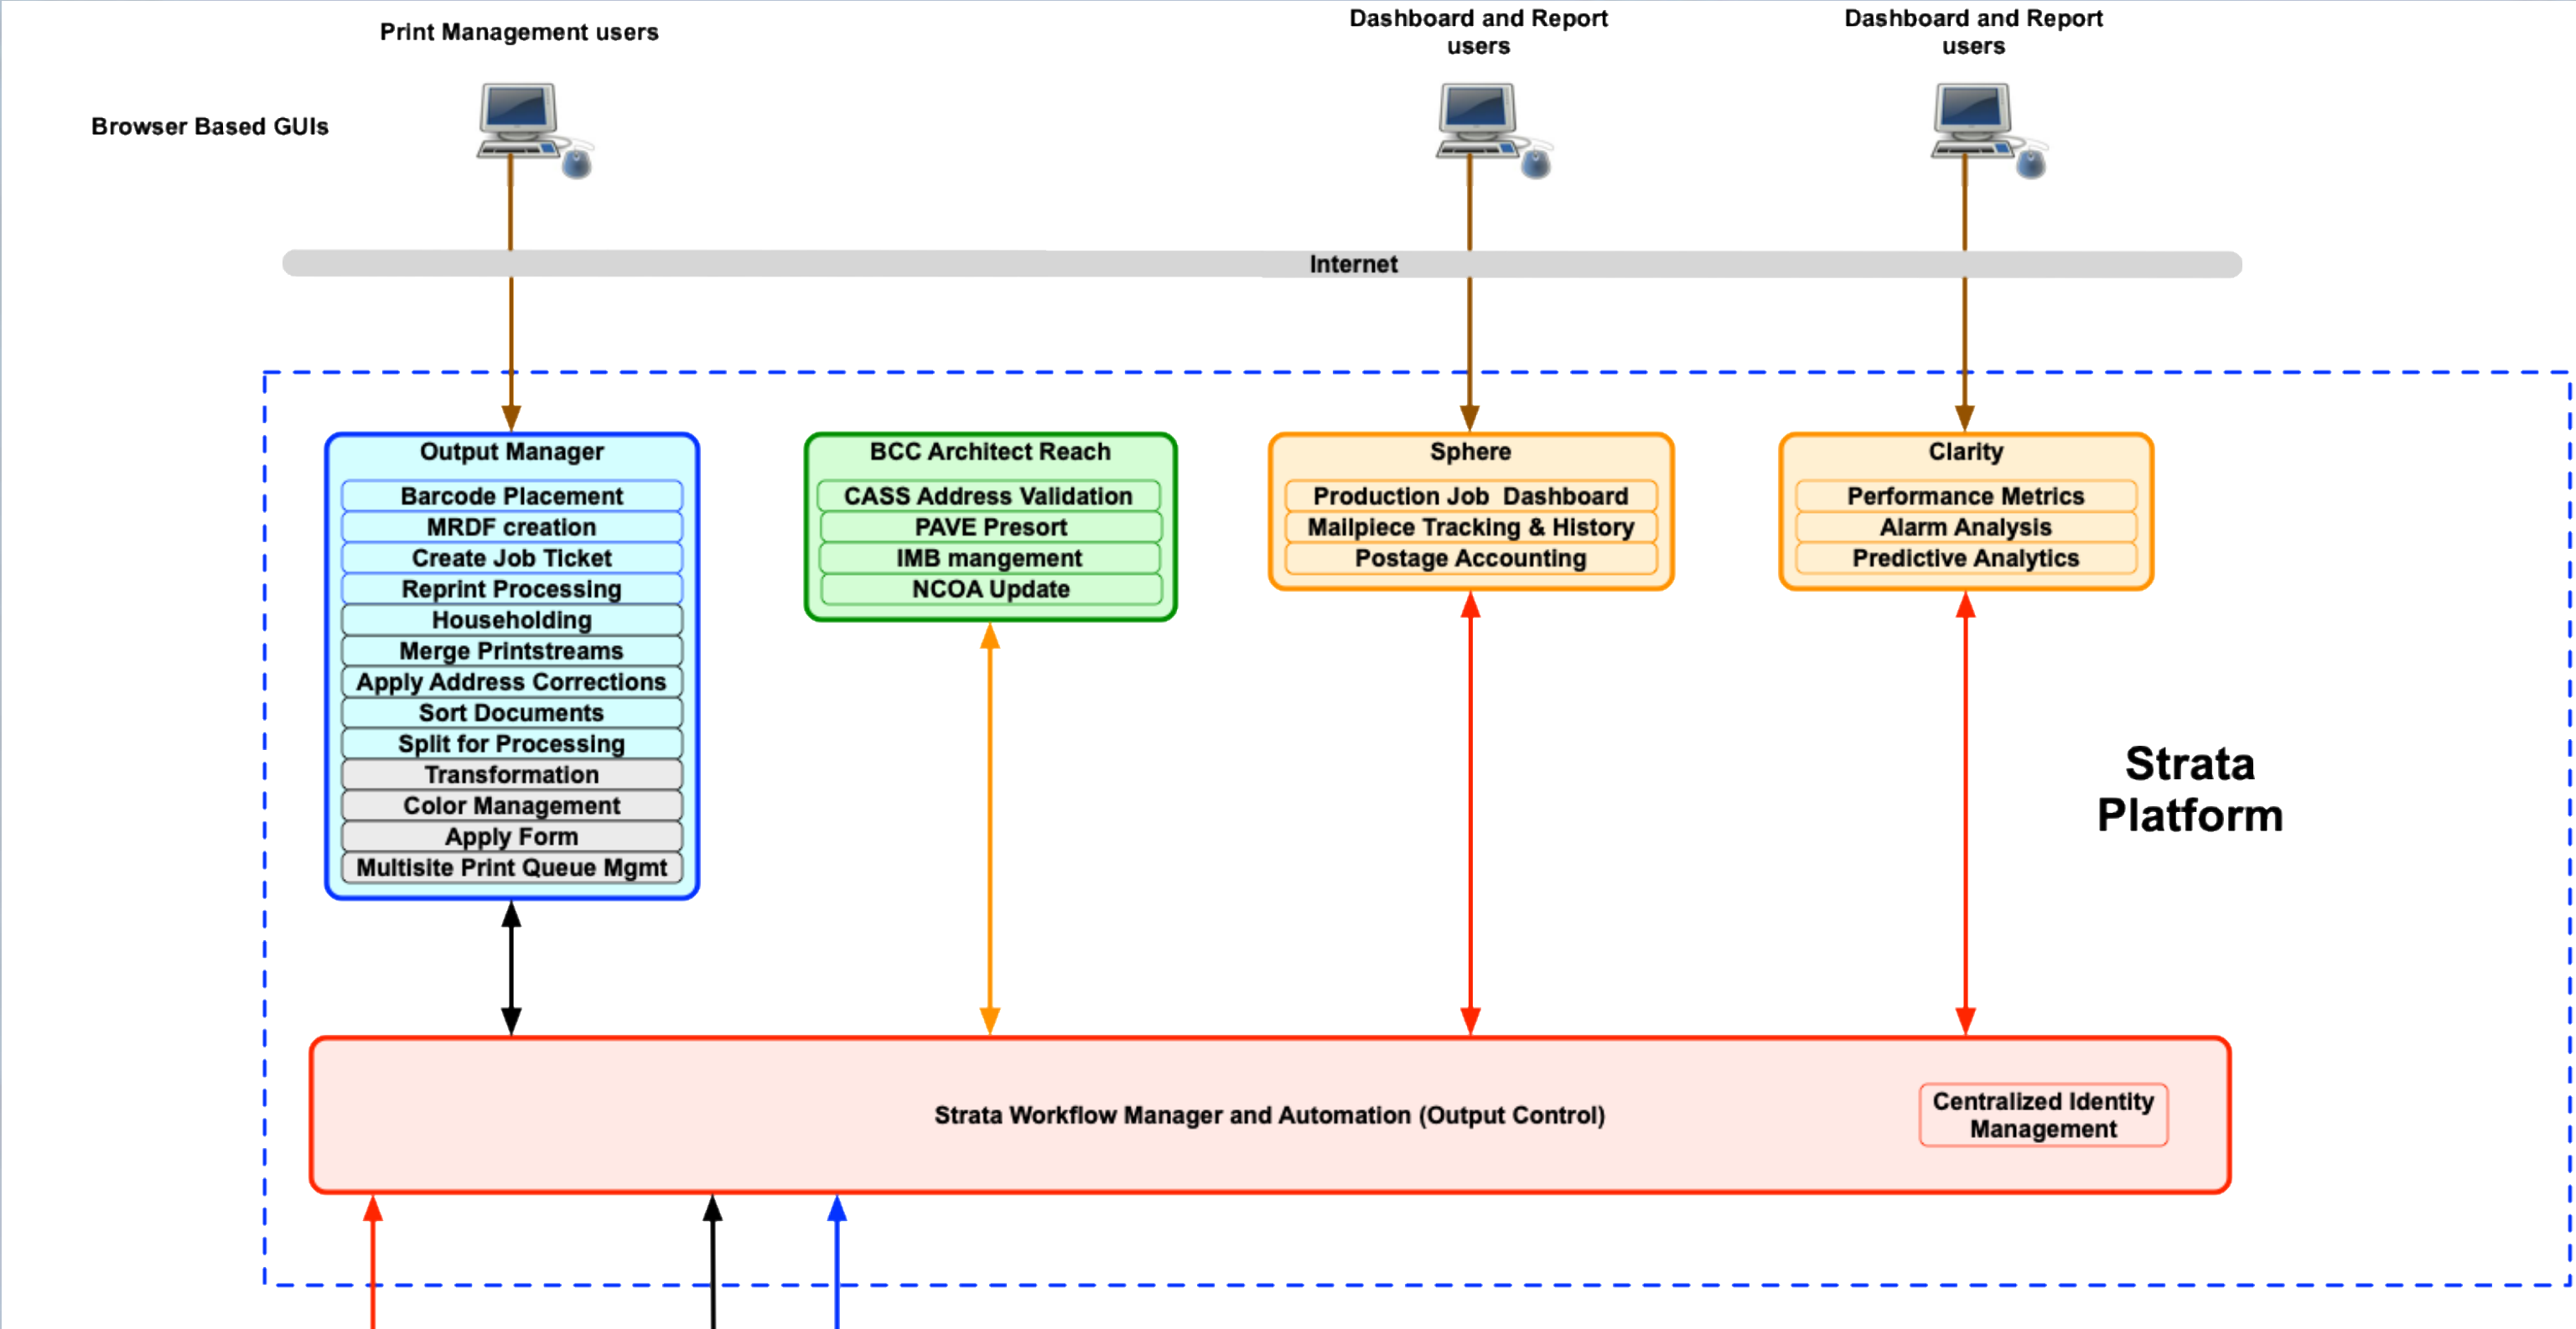 Print Management users
Dashboard and Report
users
Dashboard and Report
users
Browser Based GUIs
Internet
Output Manager
Barcode Placement
MRDF creation
Create Job Ticket
Reprint Processing
Householding
Merge Printstreams
Apply Address Corrections
Sort Documents
Split for Processing
Transformation
Color Management
Apply Form
Multisite Print Queue Mgmt
BCC Architect Reach
CASS Address Validation
PAVE Presort
IMB mangement
NCOA Update
Sphere
Production Job  Dashboard
Mailpiece Tracking & History
Postage Accounting
Clarity
Performance Metrics
Alarm Analysis
Predictive Analytics
Strata
Platform
Strata Workflow Manager and Automation (Output Control)
Centralized Identity
Management